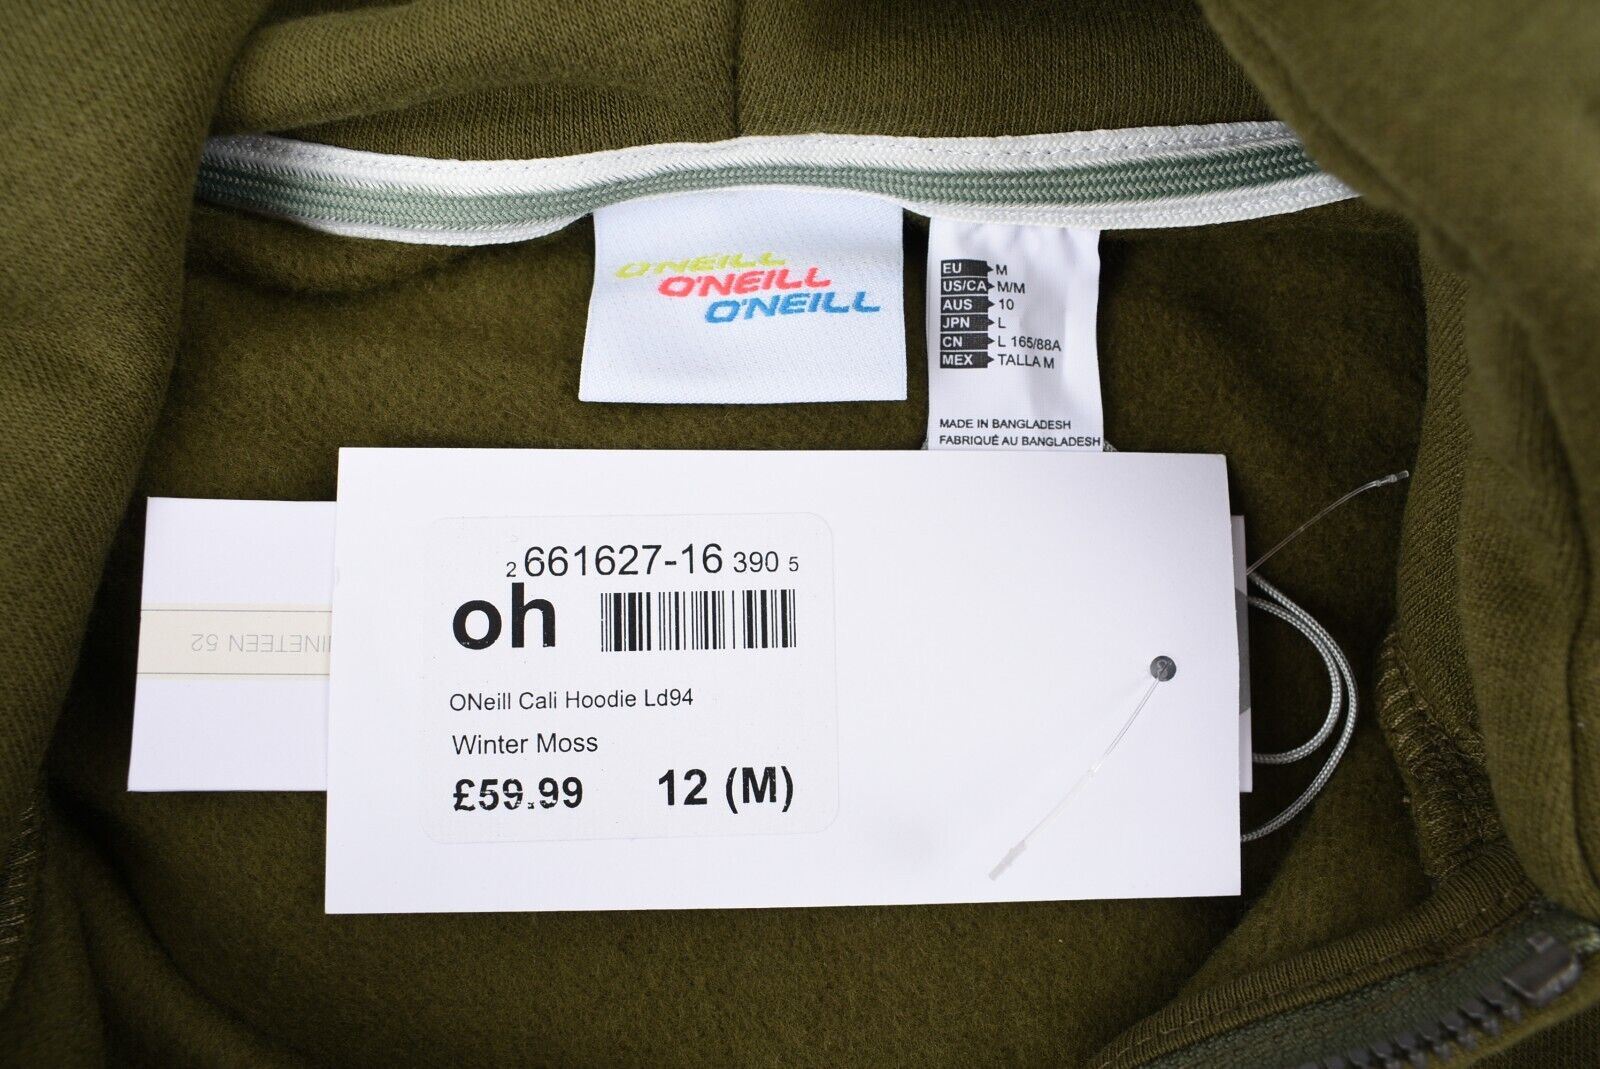 O'NEILL
O'NEILL
O'NEILL
EU M
US/CA M/M
AUS 10
JPN L
CN L 165/88A
MEX TALLA M
MADE IN BANGLADESH
FABRIQUÉ AU BANGLADESH
NINETEEN 52
2 661627-16 390 5
oh
ONeill Cali Hoodie Ld94
Winter Moss
£59.99 12 (M)